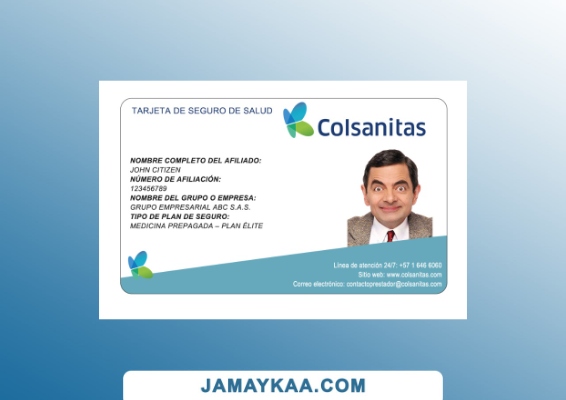 TARJETA DE SEGURO DE SALUD
Colsanitas
NOMBRE COMPLETO DEL AFILIADO:
JOHN CITIZEN
NÚMERO DE AFILIACIÓN:
123456789
NOMBRE DEL GRUPO O EMPRESA:
GRUPO EMPRESARIAL ABC S.A.S.
TIPO DE PLAN DE SEGURO:
MEDICINA PREPAGADA – PLAN ÉLITE
Línea de atención 24/7: +57 1 646 6060
Sitio web: www.colsanitas.com
Correo electrónico: contactoprestador@colsanitas.com
JAMAYKAA.COM